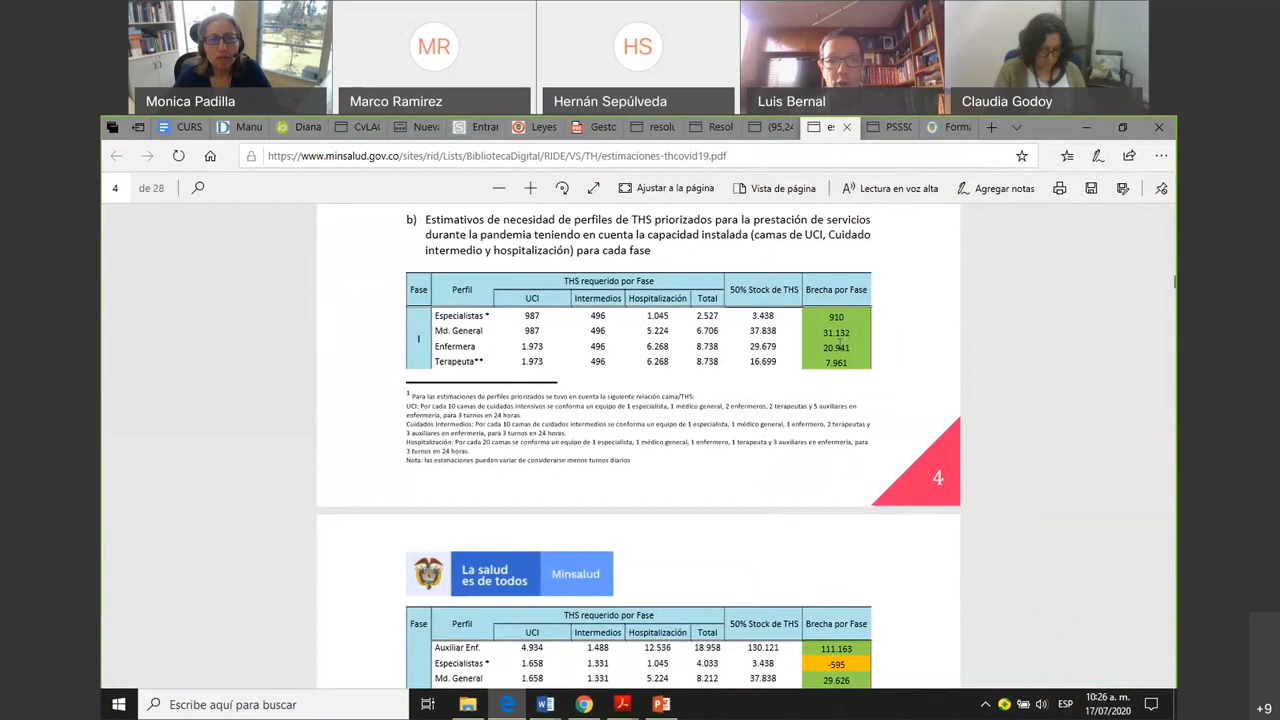 MR
HS
Monica Padilla
Marco Ramirez
Hernán Sepúlveda
Luis Bernal
Claudia Godoy
CURS
Manu
Diana
CvLAC
Nueva
Entrar
Leyes
Gesto
resolu
Resol
(95,24
PSSSC
Forma
https://www.minsalud.gov.co/sites/rid/Lists/BibliotecaDigital/RIDE/VS/TH/estimaciones-thcovid19.pdf
4 de 28
Ajustar a la página
Vista de página
Lectura en voz alta
Agregar notas
b) Estimativos de necesidad de perfiles de THS priorizados para la prestación de servicios
durante la pandemia teniendo en cuenta la capacidad instalada (camas de UCI, Cuidado
intermedio y hospitalización) para cada fase
Fase Perfil THS requerido por Fase 50% Stock de THS Brecha por Fase
UCI Intermedios Hospitalización Total
I
Especialistas * 987 496 1.045 2.527 3.438 910
Md. General 987 496 5.224 6.706 37.838 31.132
Enfermera 1.973 496 6.268 8.738 29.679 20.941
Terapeuta** 1.973 496 6.268 8.738 16.699 7.961
1 Para las estimaciones de perfiles priorizados se tuvo en cuenta la siguiente relación cama/THS:
UCI: Por cada 10 camas de cuidados intensivos se conforma un equipo de 1 especialista, 1 médico general, 2 enfermeros, 2 terapeutas y 5 auxiliares en
enfermería, para 3 turnos en 24 horas.
Cuidados Intermedios: Por cada 10 camas de cuidados intermedios se conforma un equipo de 1 especialista, 1 médico general, 1 enfermero, 2 terapeutas y
3 auxiliares en enfermería, para 3 turnos en 24 horas.
Hospitalización: Por cada 20 camas se conforma un equipo de 1 especialista, 1 médico general, 1 enfermero, 1 terapeuta y 3 auxiliares en enfermería, para
3 turnos en 24 horas.
Nota: las estimaciones pueden variar de considerarse menos turnos diarios
4
La salud
es de todos
Minsalud
Fase Perfil THS requerido por Fase 50% Stock de THS Brecha por Fase
UCI Intermedios Hospitalización Total
Auxiliar Enf. 4.934 1.488 12.536 18.958 130.121 111.163
Especialistas * 1.658 1.331 1.045 4.033 3.438 -595
Md. General 1.658 1.331 5.224 8.212 37.838 29.626
Escribe aquí para buscar
ESP
10:26 a. m.
17/07/2020
+9